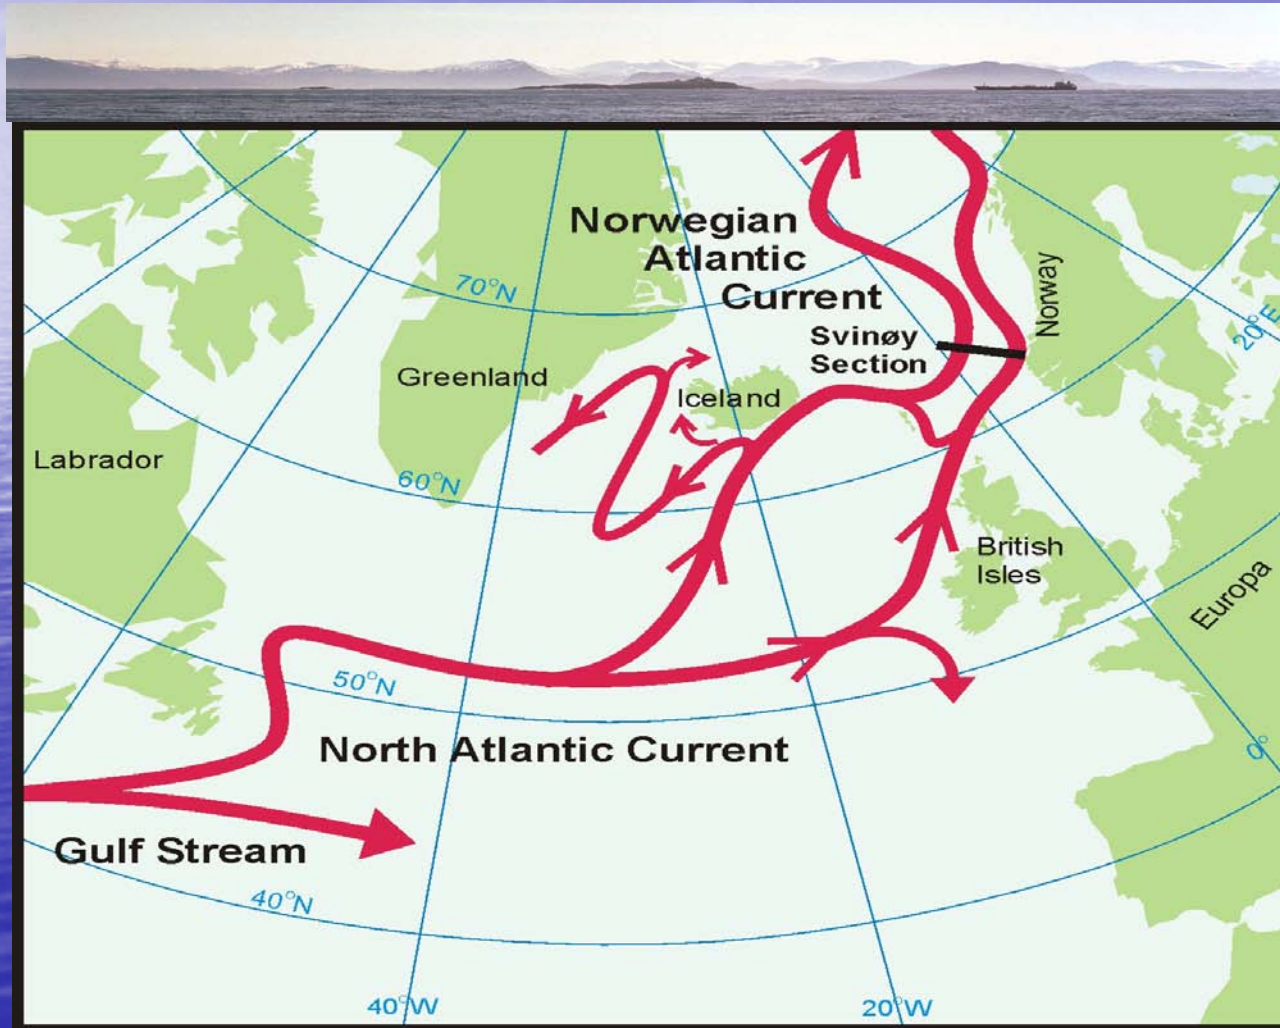 Norwegian
Atlantic
Current
70°N
Svinøy
Section
Norway
20°E
Greenland
Iceland
Labrador
60°N
British
Isles
Europa
50°N
North Atlantic Current
0°
Gulf Stream
40°N
40°W
20°W